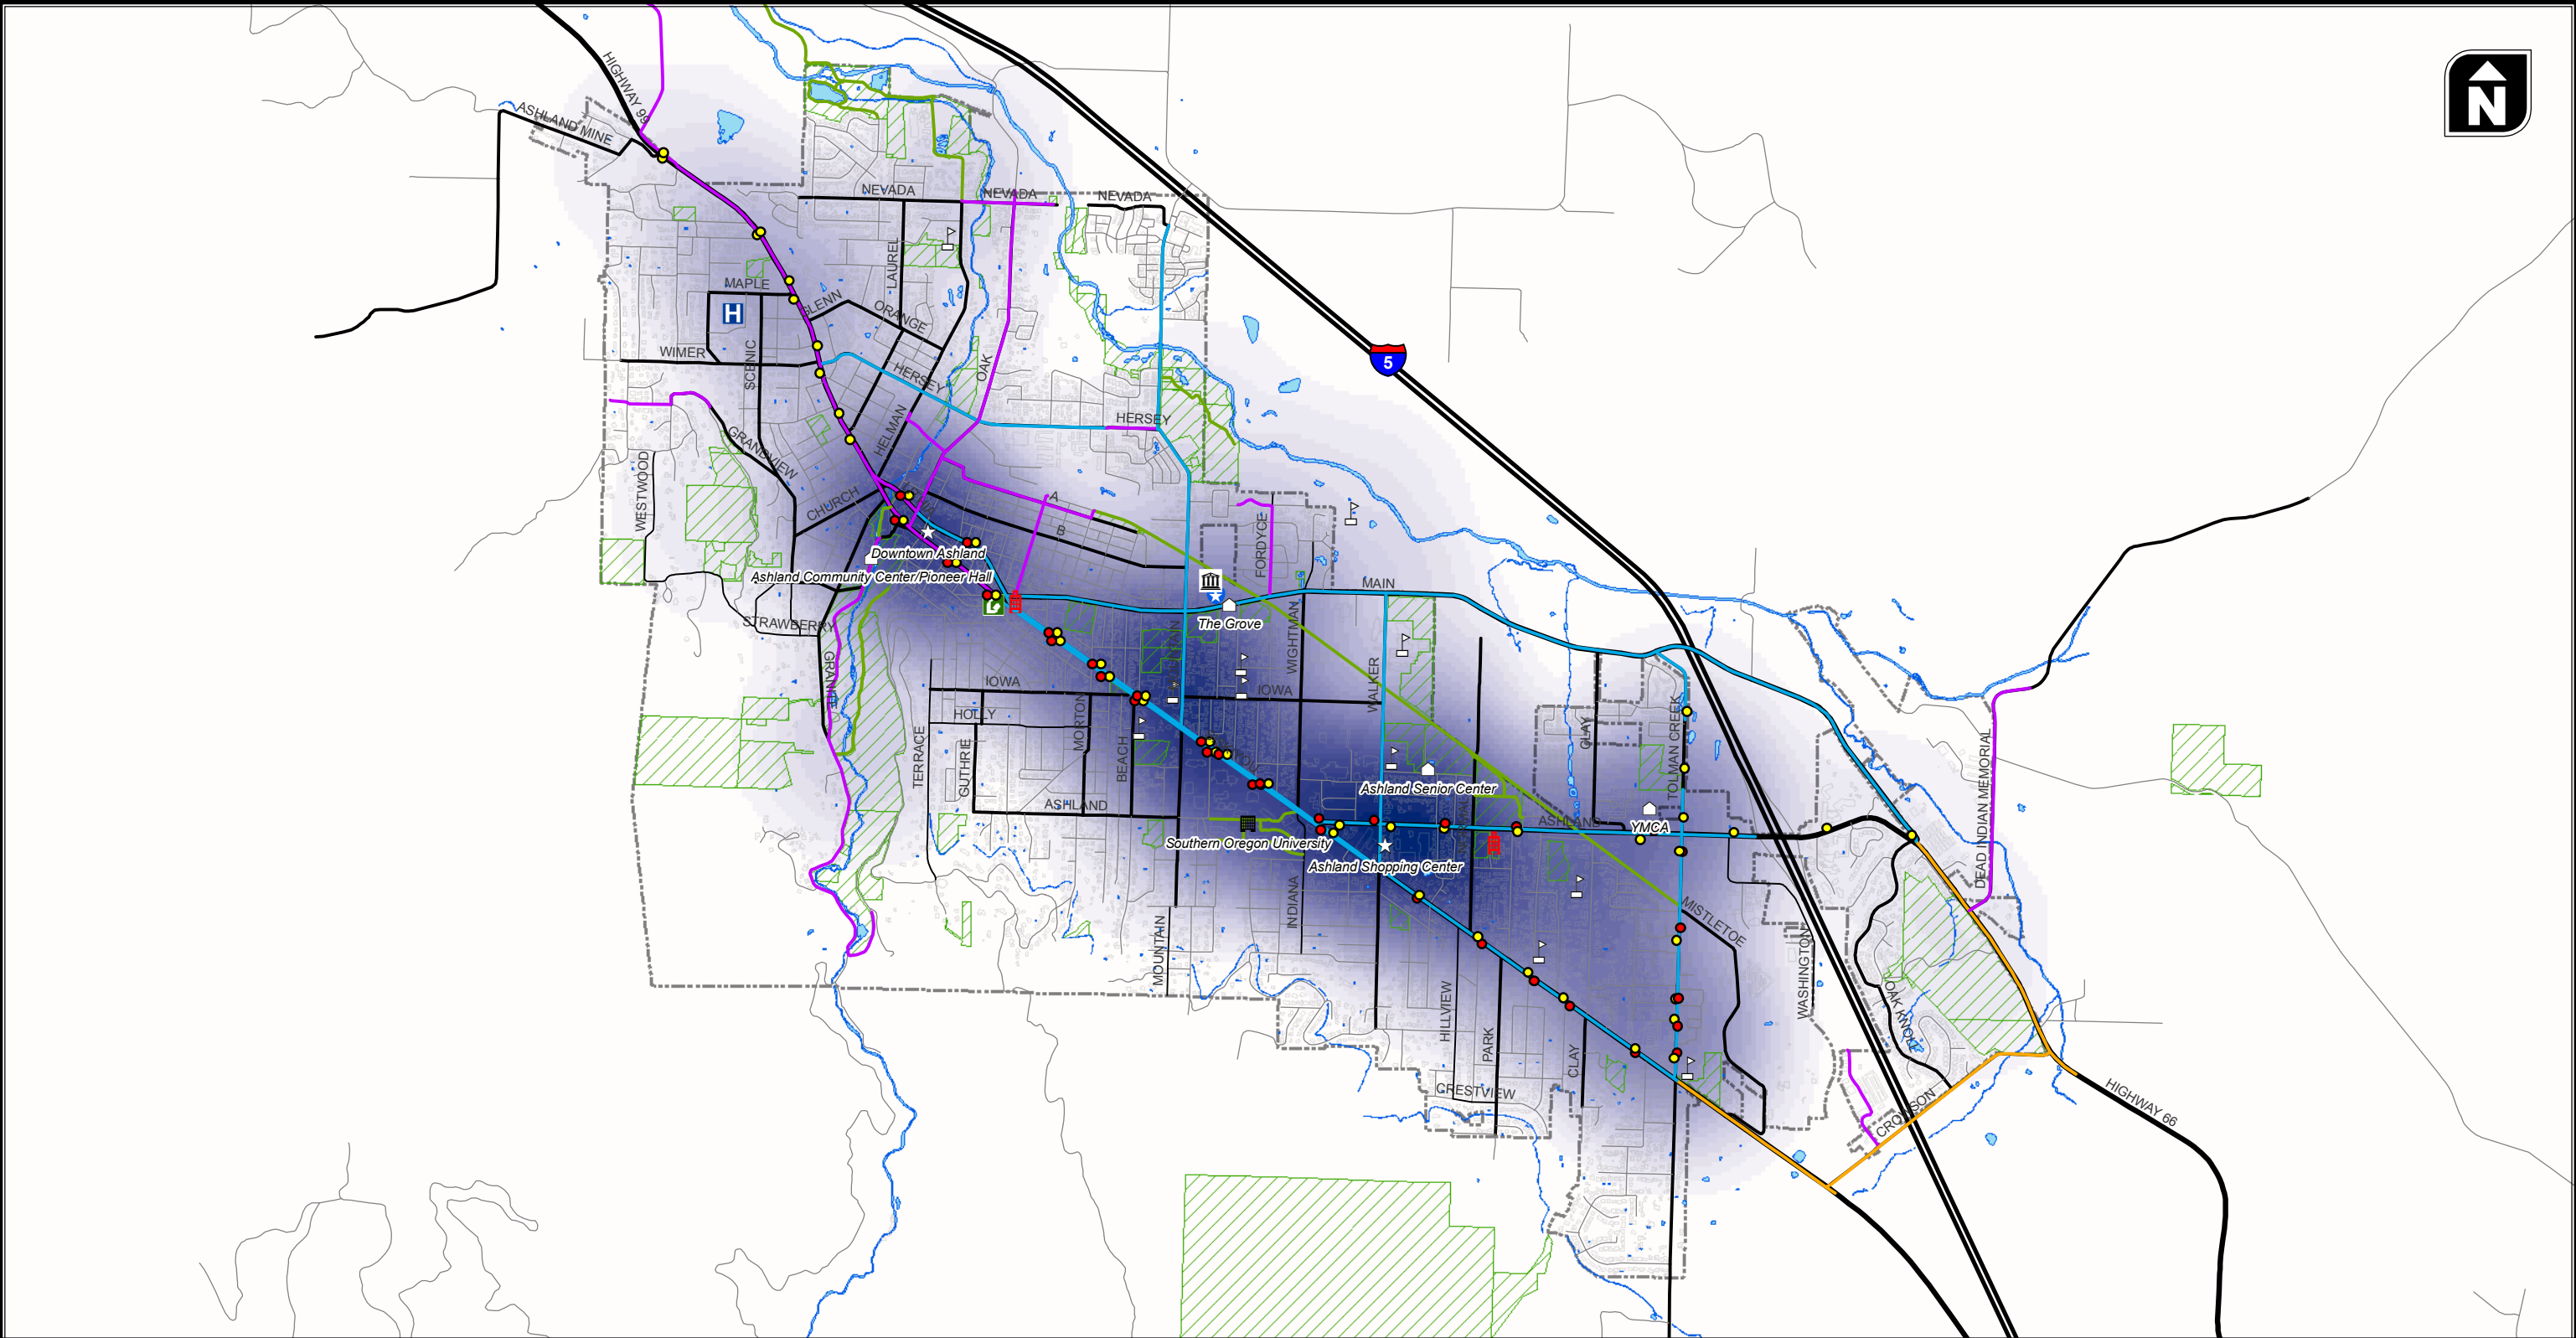 N
HIGHWAY 99
ASHLAND MINE
NEVADA
NEVADA
NEVADA
LAUREL
MAPLE
GLENN
ORANGE
H
WIMER
SCENIC
HERSEY
OAK
5
HERSEY
HELMAN
GRANDVIEW
WESTWOOD
CHURCH
A
B
FORDYCE
Downtown Ashland
Ashland Community Center/Pioneer Hall
MAIN
STRAWBERRY
The Grove
WIGHTMAN
GRANITE
WALKER
IOWA
IOWA
HOLLY
MORTON
TERRACE
GUTHRIE
BEACH
CLAY
TOLMAN CREEK
DEAD INDIAN MEMORIAL
Ashland Senior Center
ASHLAND
ASHLAND
YMCA
Southern Oregon University
Ashland Shopping Center
INDIANA
MISTLETOE
MOUNTAIN
WASHINGTON
HILLVIEW
OAK KNOLL
PARK
CLAY
CRESTVIEW
CROWSON
HIGHWAY 66